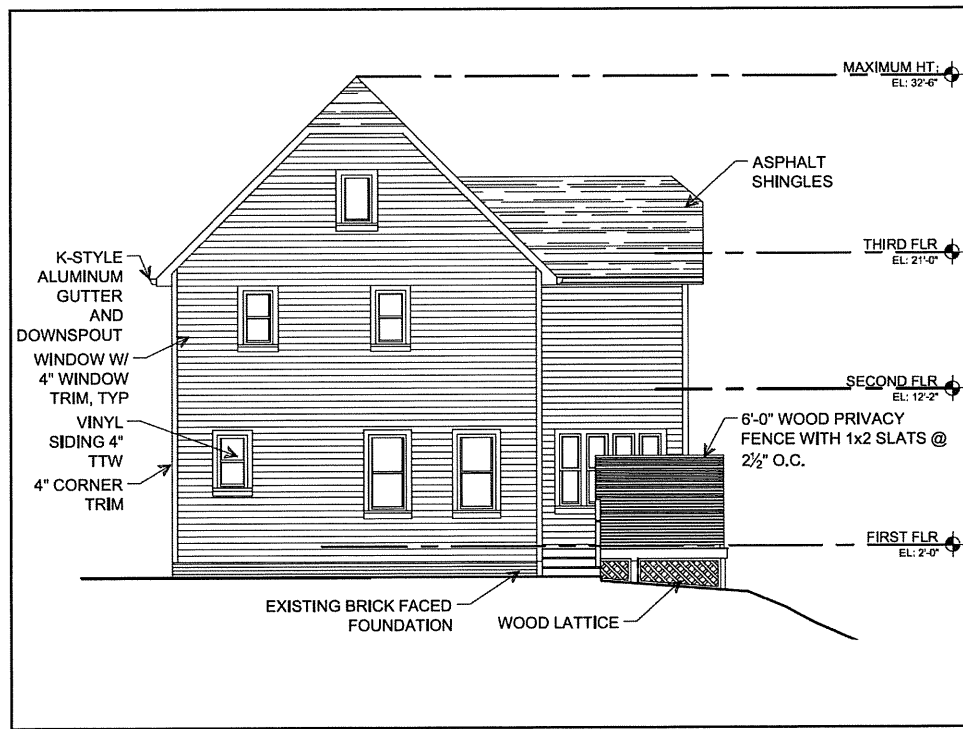 MAXIMUM HT:
EL: 32'-6"
ASPHALT
SHINGLES
THIRD FLR
EL: 21'-0"
K-STYLE
ALUMINUM
GUTTER
AND
DOWNSPOUT
WINDOW W/
4" WINDOW
TRIM, TYP
VINYL
SIDING 4"
TTW
4" CORNER
TRIM
SECOND FLR
EL: 12'-2"
6'-0" WOOD PRIVACY
FENCE WITH 1x2 SLATS @
2½" O.C.
FIRST FLR
EL: 2'-0"
EXISTING BRICK FACED
FOUNDATION
WOOD LATTICE